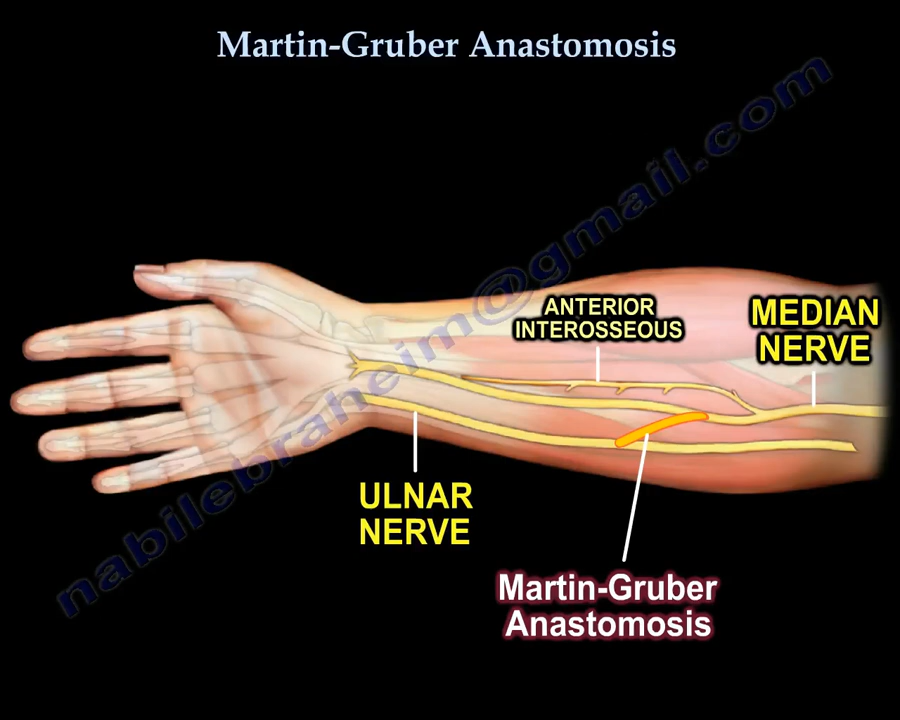 Martin-Gruber Anastomosis
nabilebraheim@gmail.com
ANTERIOR
INTEROSSEOUS
MEDIAN
NERVE
ULNAR
NERVE
Martin-Gruber
Anastomosis